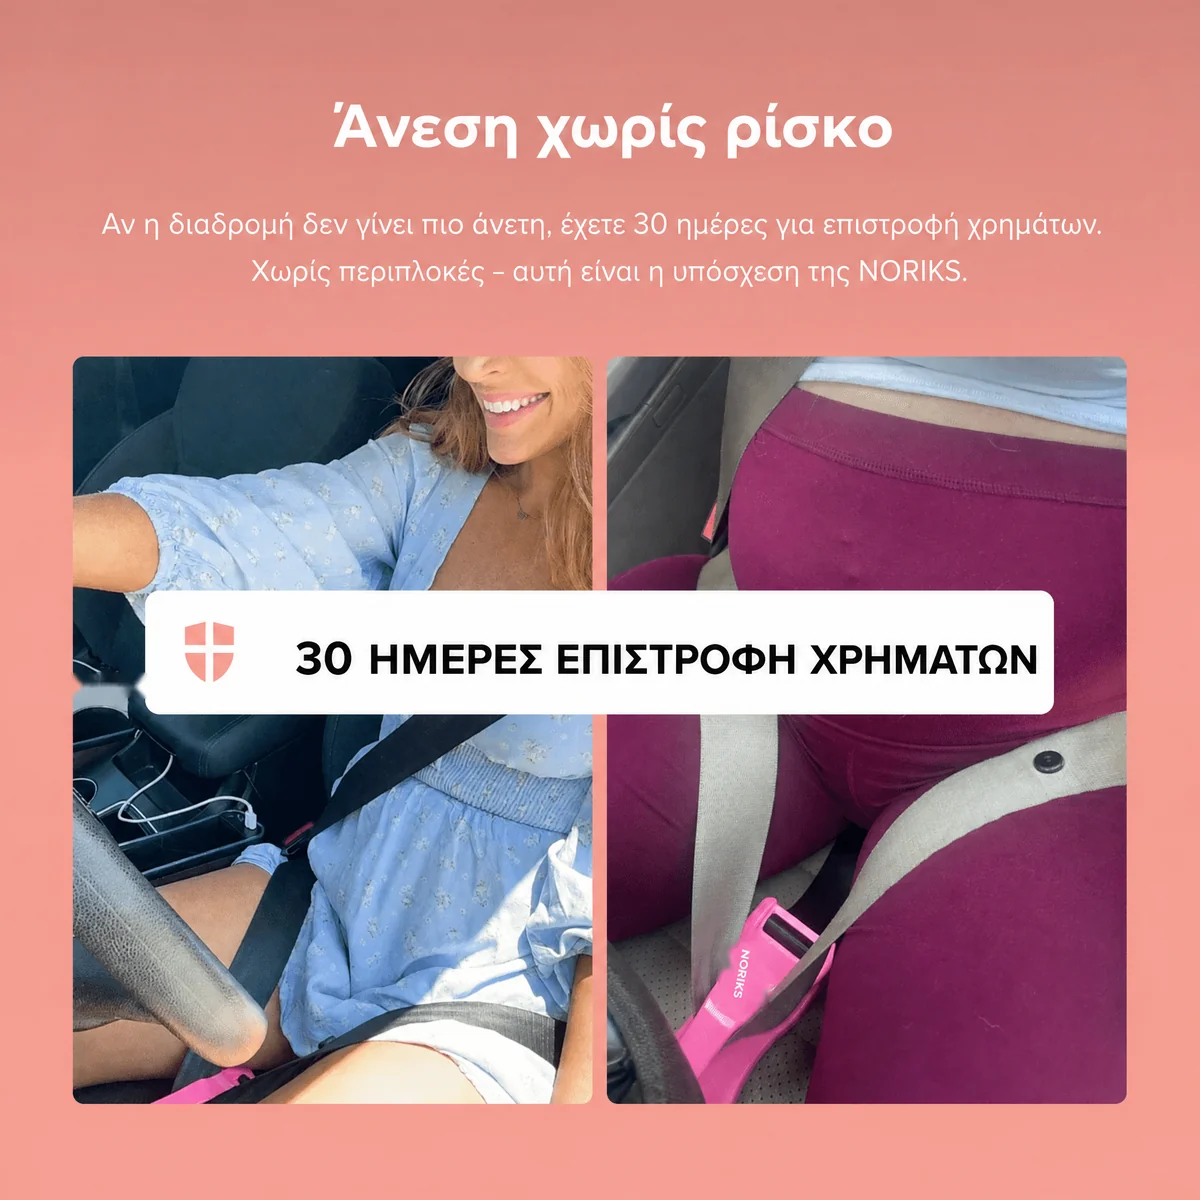 Άνεση χωρίς ρίσκο
Αν η διαδρομή δεν γίνει πιο άνετη, έχετε 30 ημέρες για επιστροφή χρημάτων.
Χωρίς περιπλοκές – αυτή είναι η υπόσχεση της NORIKS.
30 ΗΜΕΡΕΣ ΕΠΙΣΤΡΟΦΗ ΧΡΗΜΑΤΩΝ
NORIKS